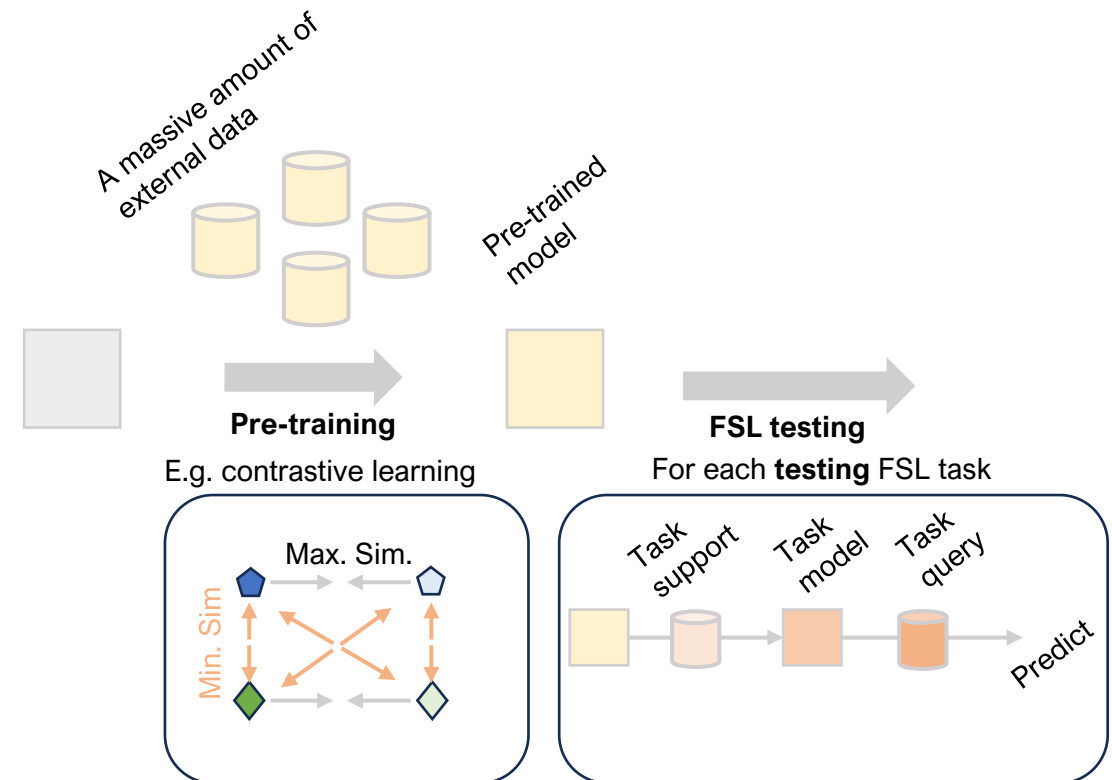 A massive amount of
external data
Pre-trained
model
Pre-training
FSL testing
E.g. contrastive learning
For each testing FSL task
Max. Sim.
Min. Sim
Task
support
Task
model
Task
query
Predict